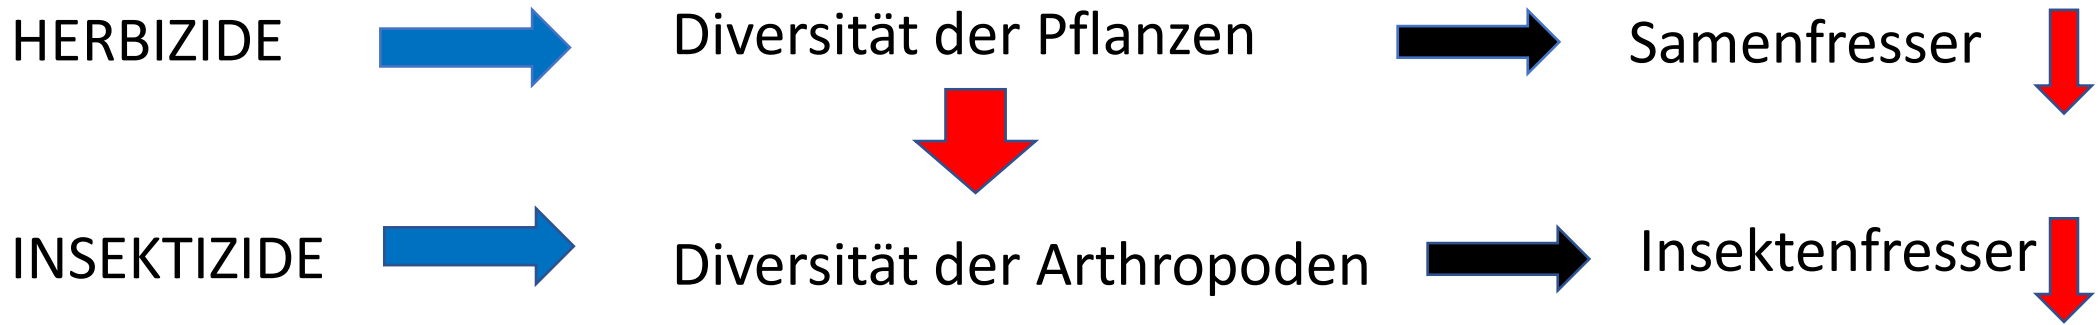 HERBIZIDE
Diversität der Pflanzen
Samenfresser
INSEKTIZIDE
Diversität der Arthropoden
Insektenfresser